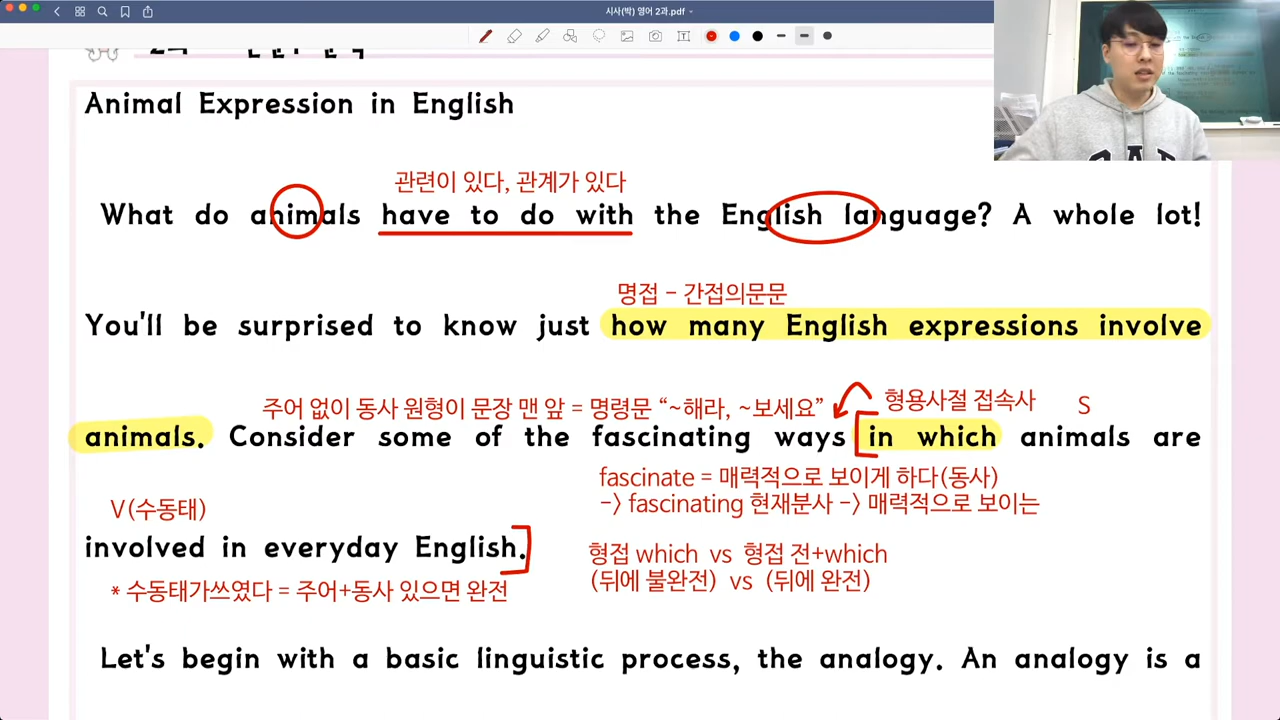 시사(박) 영어 2과.pdf
Animal Expression in English
관련이 있다, 관계가 있다
What do animals have to do with the English language? A whole lot!
명접 - 간접의문문
You'll be surprised to know just how many English expressions involve
주어 없이 동사 원형이 문장 맨 앞 = 명령문 “~해라, ~보세요” 형용사절 접속사 S
animals. Consider some of the fascinating ways [in which animals are
fascinate = 매력적으로 보이게 하다(동사)
V(수동태) -> fascinating 현재분사 -> 매력적으로 보이는
involved in everyday English.]
형접 which vs 형접 전+which
* 수동태가쓰였다 = 주어+동사 있으면 완전 (뒤에 불완전) vs (뒤에 완전)
Let's begin with a basic linguistic process, the analogy. An analogy is a